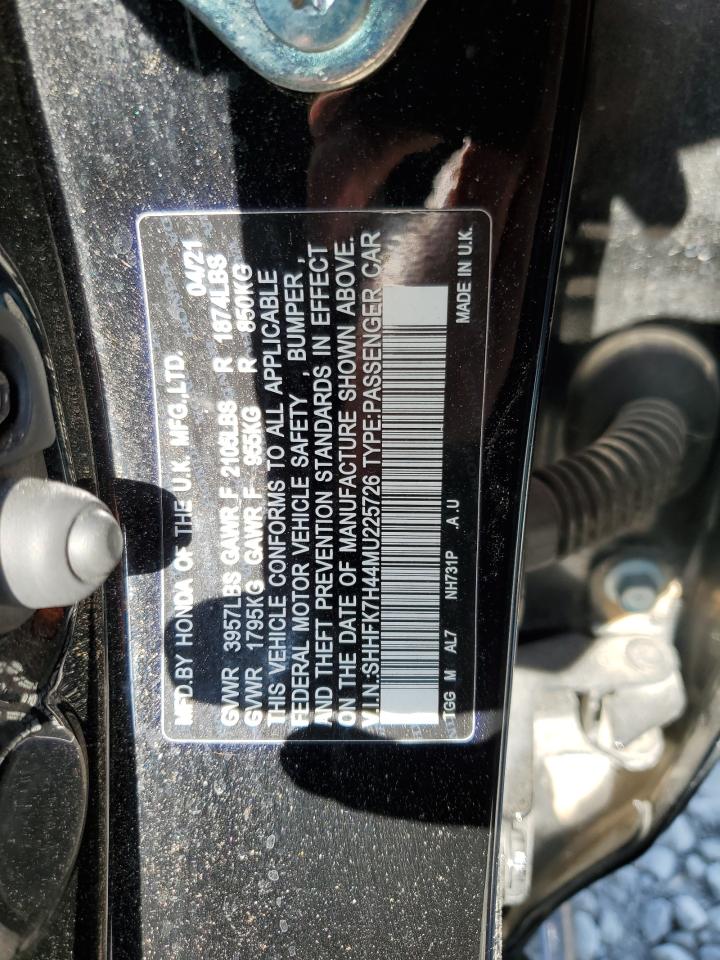 MFD.BY HONDA OF THE U.K. MFG.,LTD. 04/21
GVWR 3957LBS GAWR F 2106LBS R 1874LBS
GVWR 1795KG GAWR F 955KG R 850KG
THIS VEHICLE CONFORMS TO ALL APPLICABLE
FEDERAL MOTOR VEHICLE SAFETY , BUMPER ,
AND THEFT PREVENTION STANDARDS IN EFFECT
ON THE DATE OF MANUFACTURE SHOWN ABOVE.
V.I.N.:SHHFK7H44MU225726 TYPE:PASSENGER CAR
TGG M AL7 NH731P A.U MADE IN U.K.